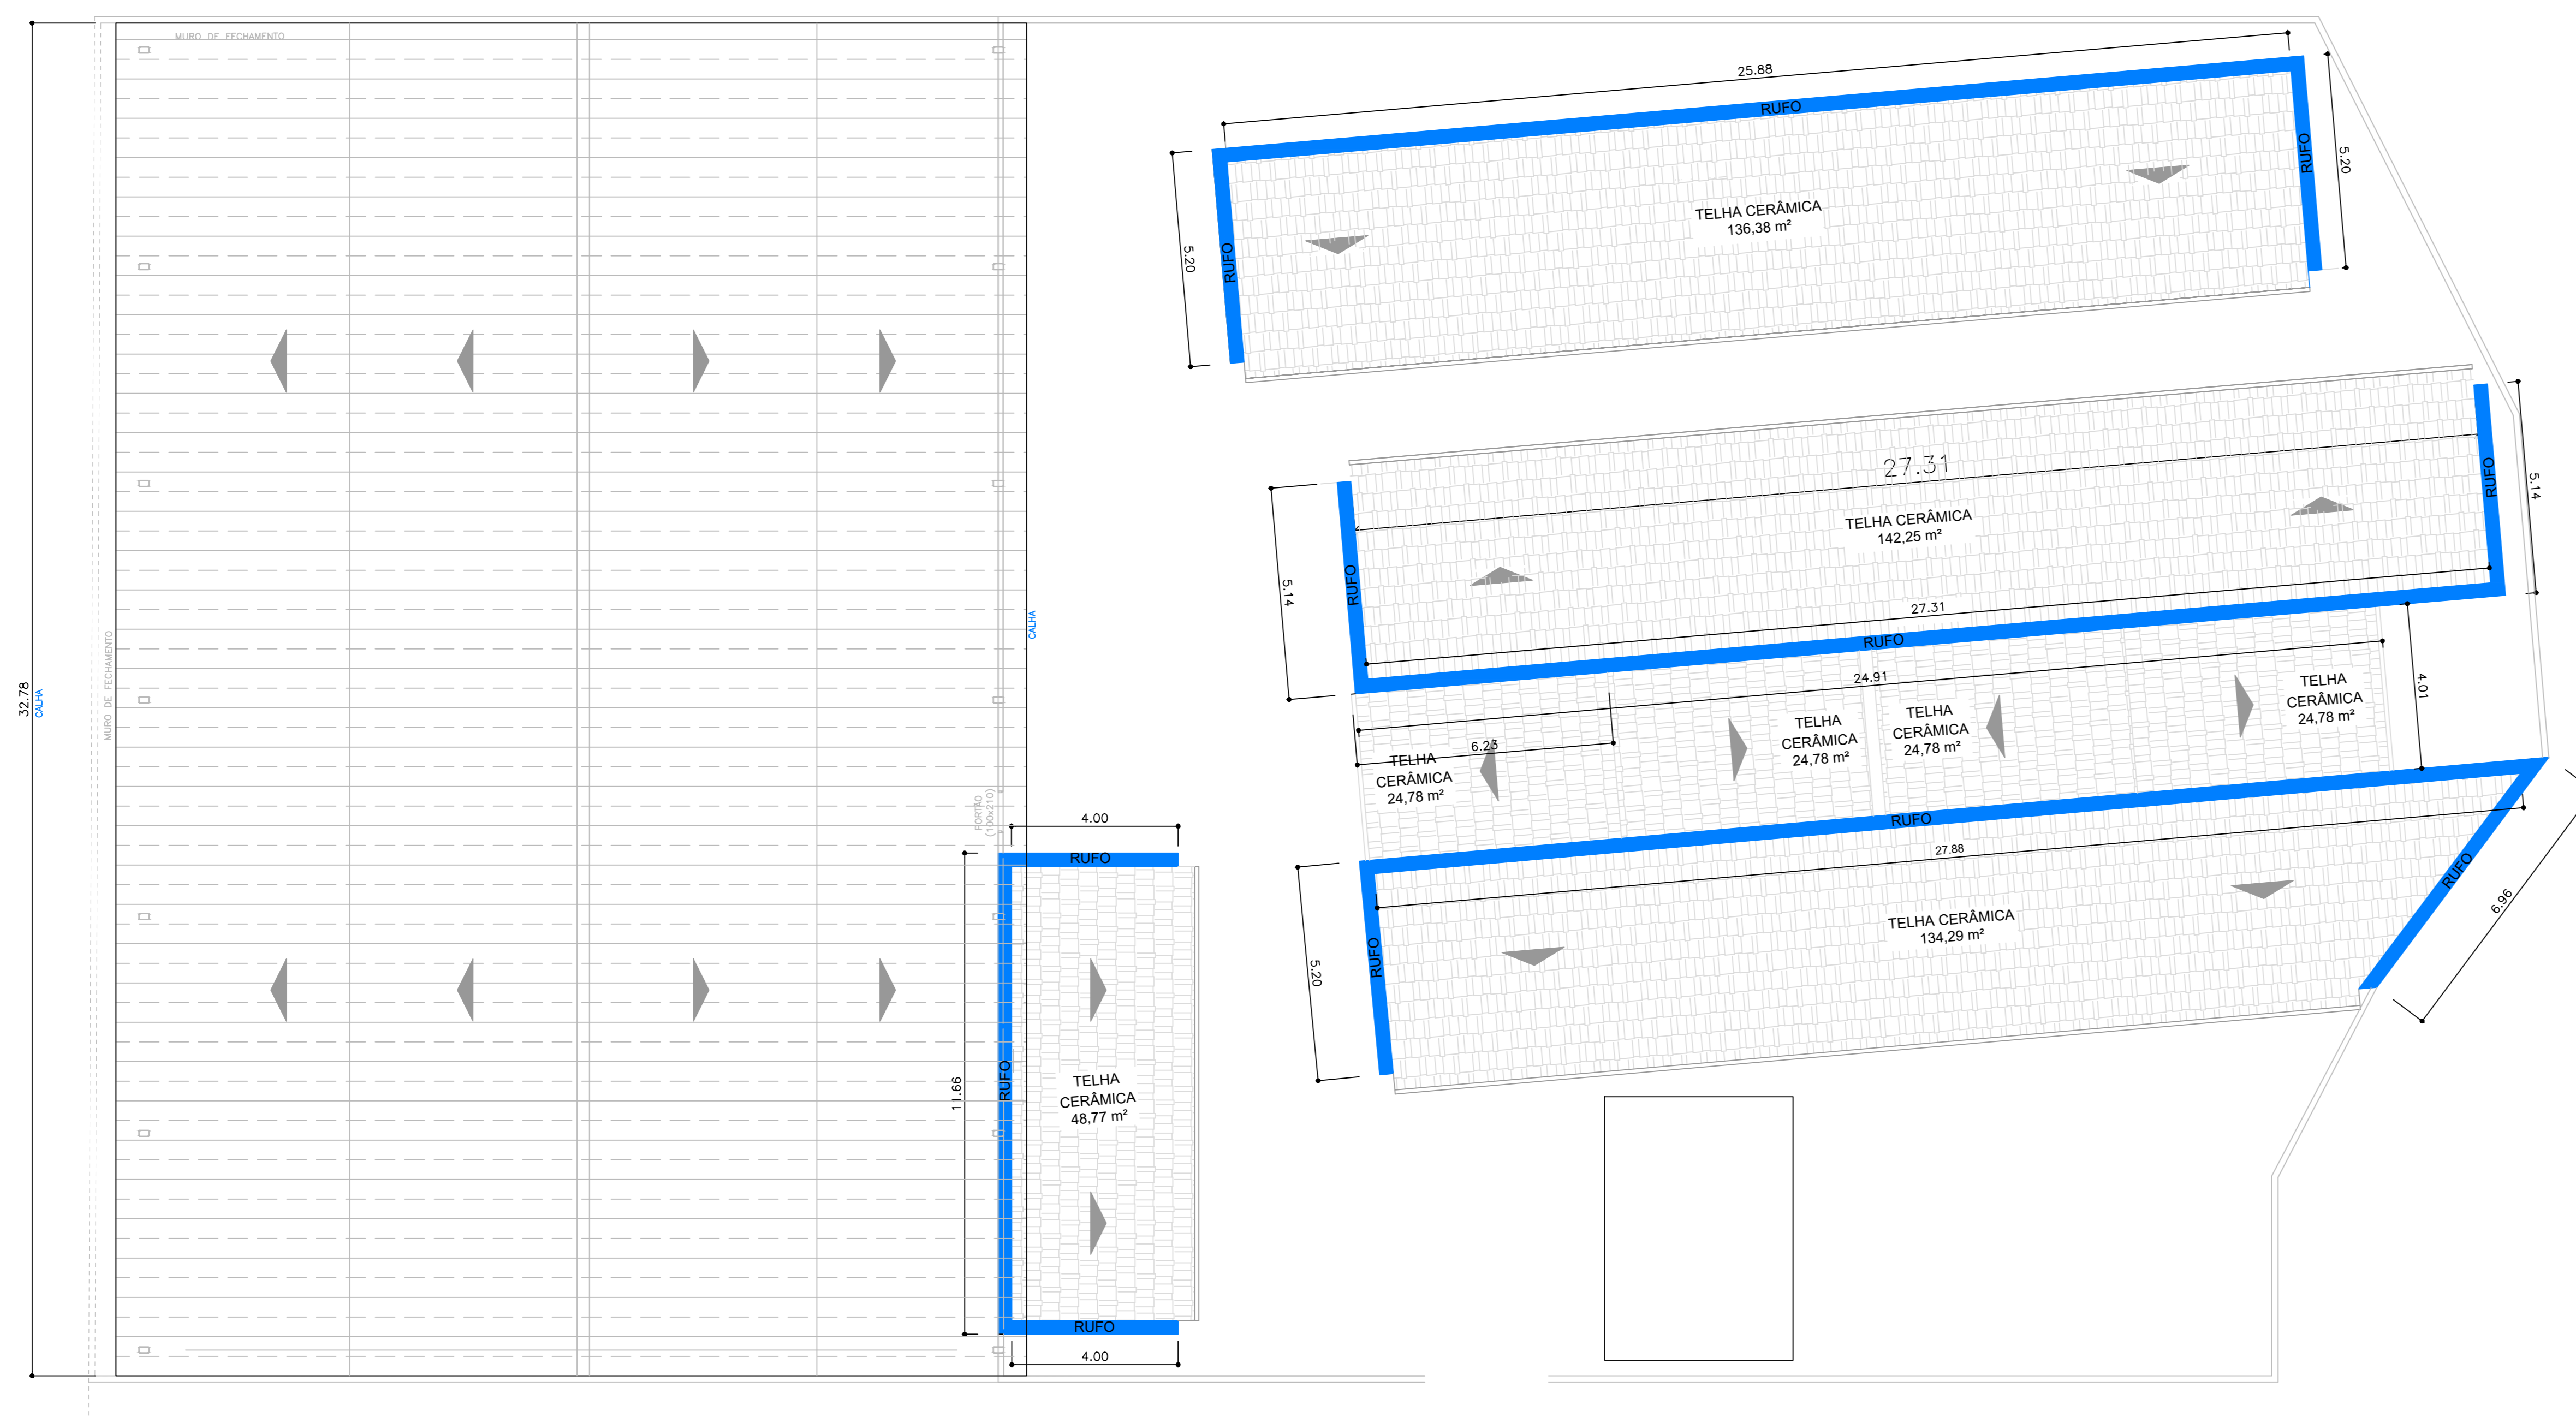 MURO DE FECHAMENTO
32.78
CALHA
MURO DE FECHAMENTO
CALHA
PORTÃO
(100x210)
4.00
RUFO
11.66
RUFO
TELHA
CERÂMICA
48,77 m²
RUFO
4.00
25.88
RUFO
5.20
RUFO
TELHA CERÂMICA
136,38 m²
RUFO
5.20
27.31
5.14
RUFO
TELHA CERÂMICA
142,25 m²
RUFO
5.14
27.31
RUFO
24.91
4.01
6.23
TELHA
CERÂMICA
24,78 m²
TELHA
CERÂMICA
24,78 m²
TELHA
CERÂMICA
24,78 m²
TELHA
CERÂMICA
24,78 m²
RUFO
27.88
5.20
RUFO
TELHA CERÂMICA
134,29 m²
RUFO
6.96